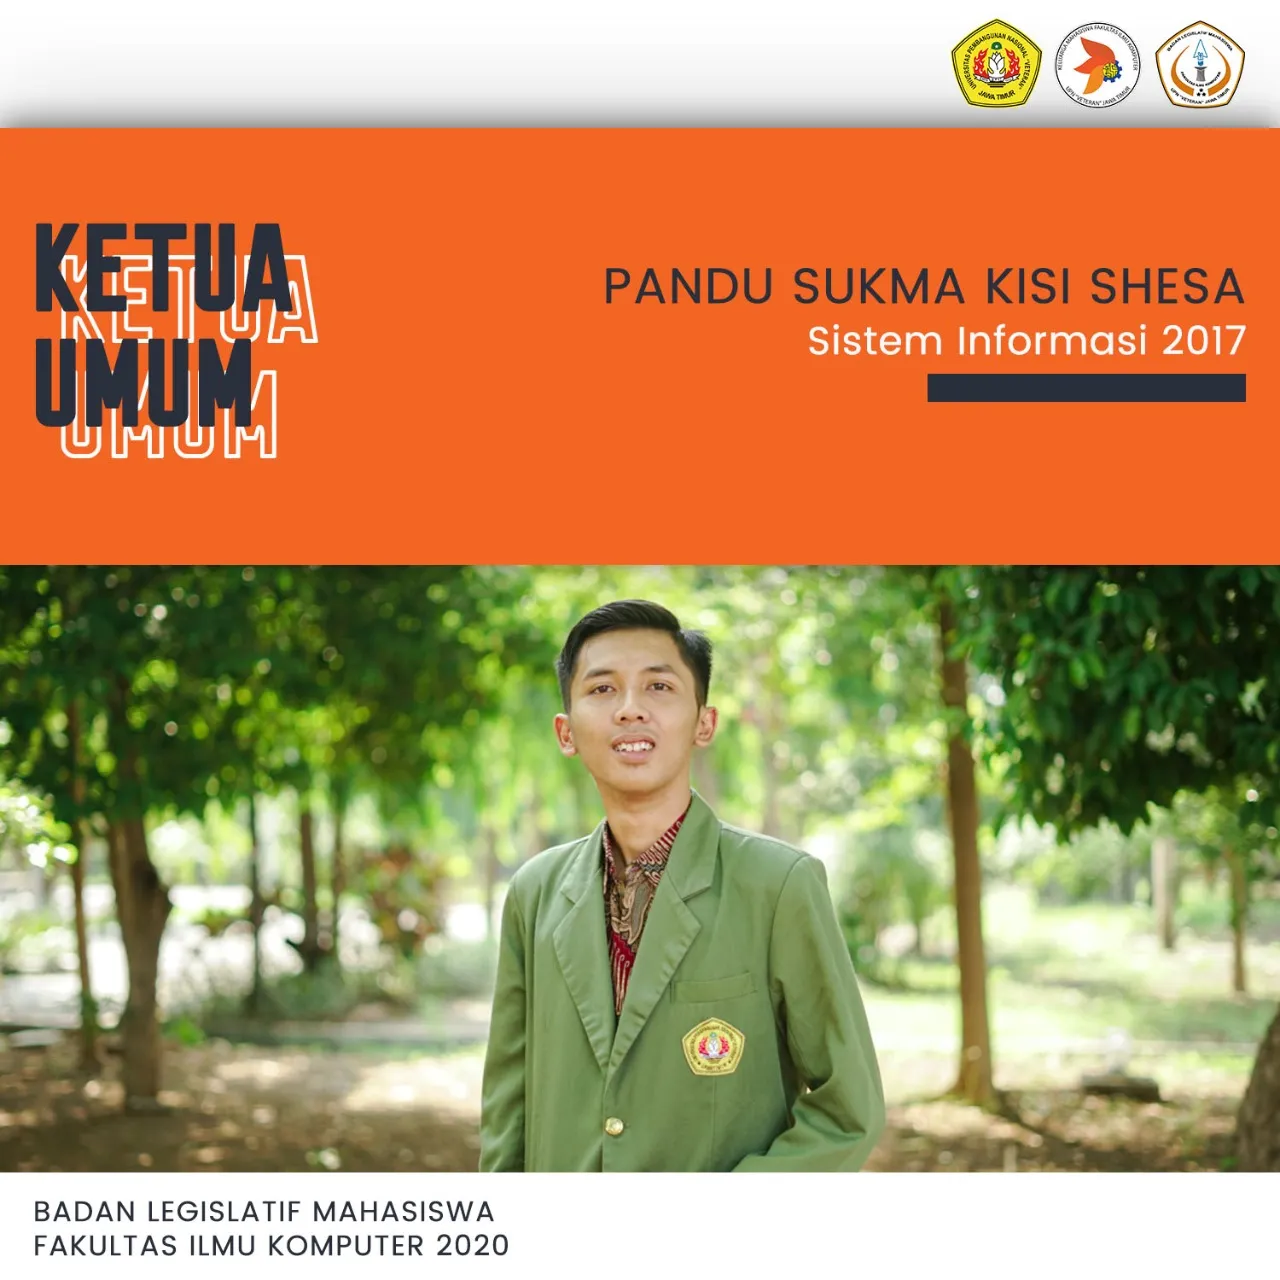 UNIVERSITAS PEMBANGUNAN NASIONAL "VETERAN"
JAWA TIMUR
KELUARGA MAHASISWA FAKULTAS ILMU KOMPUTER
UPN "VETERAN" JAWA TIMUR
BADAN LEGISLATIF MAHASISWA
UPN "VETERAN" JAWA TIMUR
KETUA
KETUA
UMUM
UMUM
PANDU SUKMA KISI SHESA
Sistem Informasi 2017
BADAN LEGISLATIF MAHASISWA
FAKULTAS ILMU KOMPUTER 2020